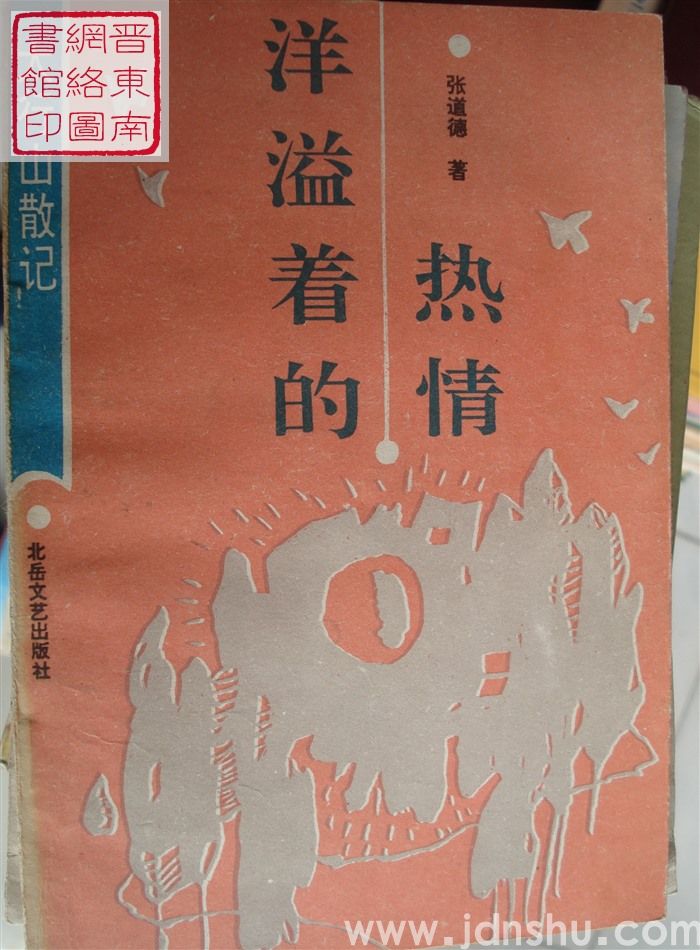 晋東南
網絡圖
書館印
山散记
洋溢着的
热情
张道德 著
北岳文艺出版社
www.jdnshu.com